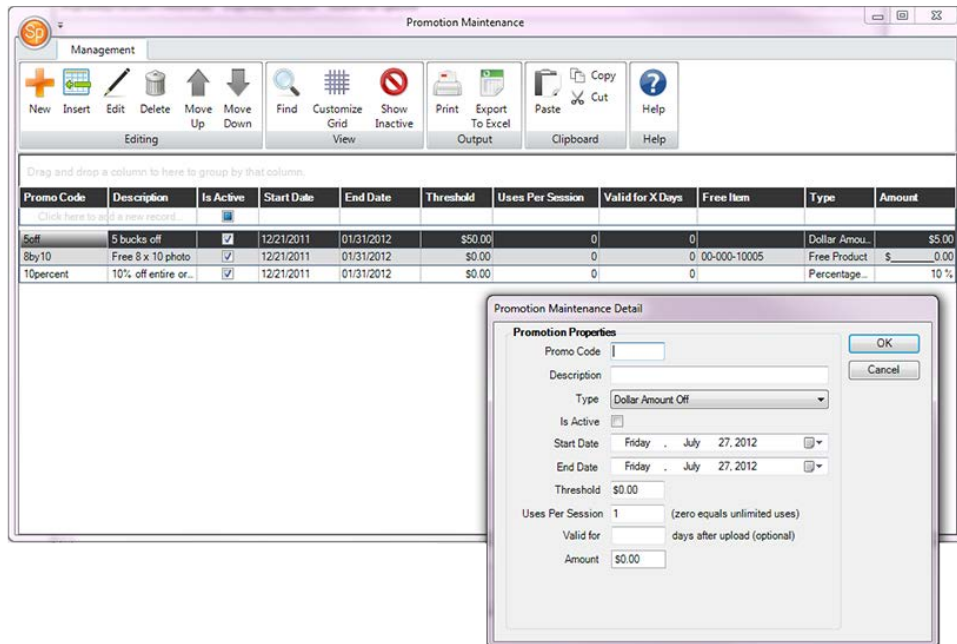 Promotion Maintenance
Sp
Management
New Insert Edit Delete Move Up Move Down Find Customize Grid Show Inactive Print Export To Excel Paste Copy Cut Help
Editing View Output Clipboard Help
Drag and drop a column to here to group by that column.
Promo Code Description Is Active Start Date End Date Threshold Uses Per Session Valid for X Days Free Item Type Amount
Click here to add a new record...
5off 5 bucks off 12/21/2011 01/31/2012 $50.00 0 0 Dollar Amou... $5.00
8by10 Free 8 x 10 photo 12/21/2011 01/31/2012 $0.00 0 0 00-000-10005 Free Product $______0.00
10percent 10% off entire or... 12/21/2011 01/31/2012 $0.00 0 0 Percentage... 10 %
Promotion Maintenance Detail
Promotion Properties
Promo Code
OK
Description
Cancel
Type Dollar Amount Off
Is Active
Start Date Friday , July 27, 2012
End Date Friday , July 27, 2012
Threshold $0.00
Uses Per Session 1 (zero equals unlimited uses)
Valid for days after upload (optional)
Amount $0.00